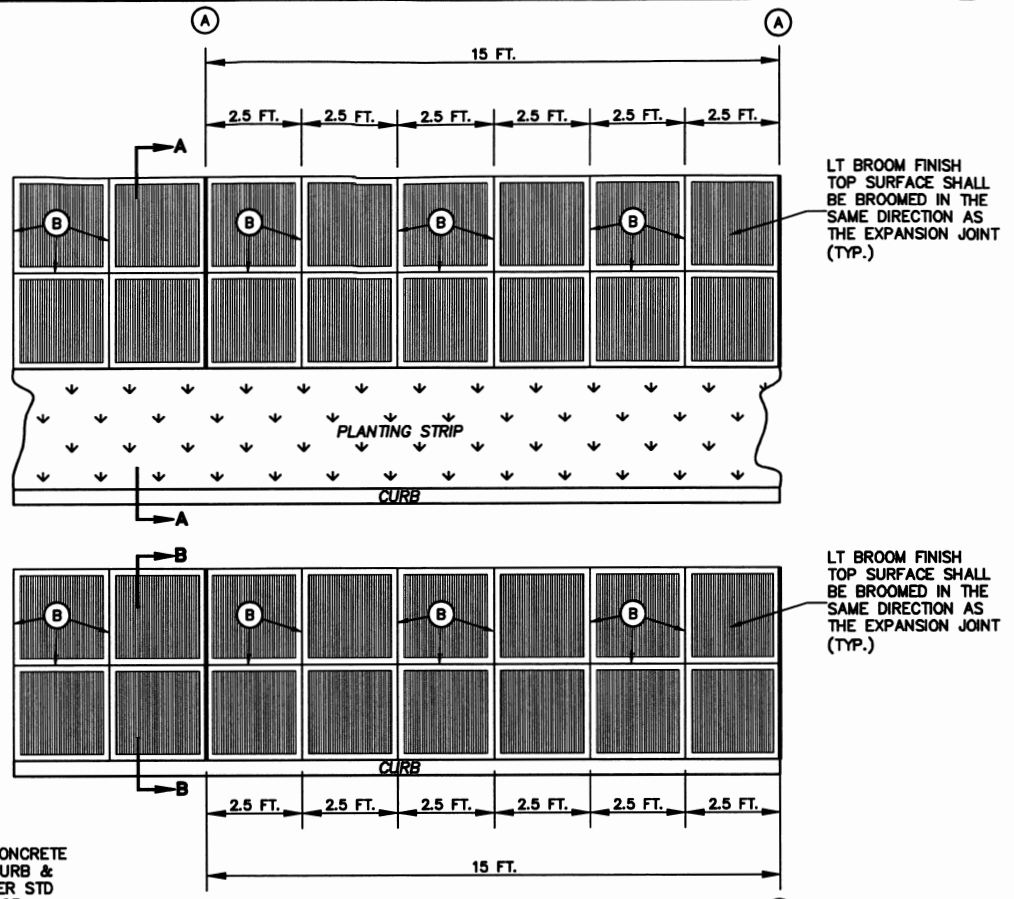 A A
15 FT.
2.5 FT. 2.5 FT. 2.5 FT. 2.5 FT. 2.5 FT. 2.5 FT.
A
LT BROOM FINISH
TOP SURFACE SHALL
BE BROOMED IN THE
SAME DIRECTION AS
THE EXPANSION JOINT
(TYP.)
B B B B
PLANTING STRIP
CURB
A
B
LT BROOM FINISH
TOP SURFACE SHALL
BE BROOMED IN THE
SAME DIRECTION AS
THE EXPANSION JOINT
(TYP.)
B B B B
CURB
B
2.5 FT. 2.5 FT. 2.5 FT. 2.5 FT. 2.5 FT. 2.5 FT.
15 FT.
ONCRETE
URB &
ER STD